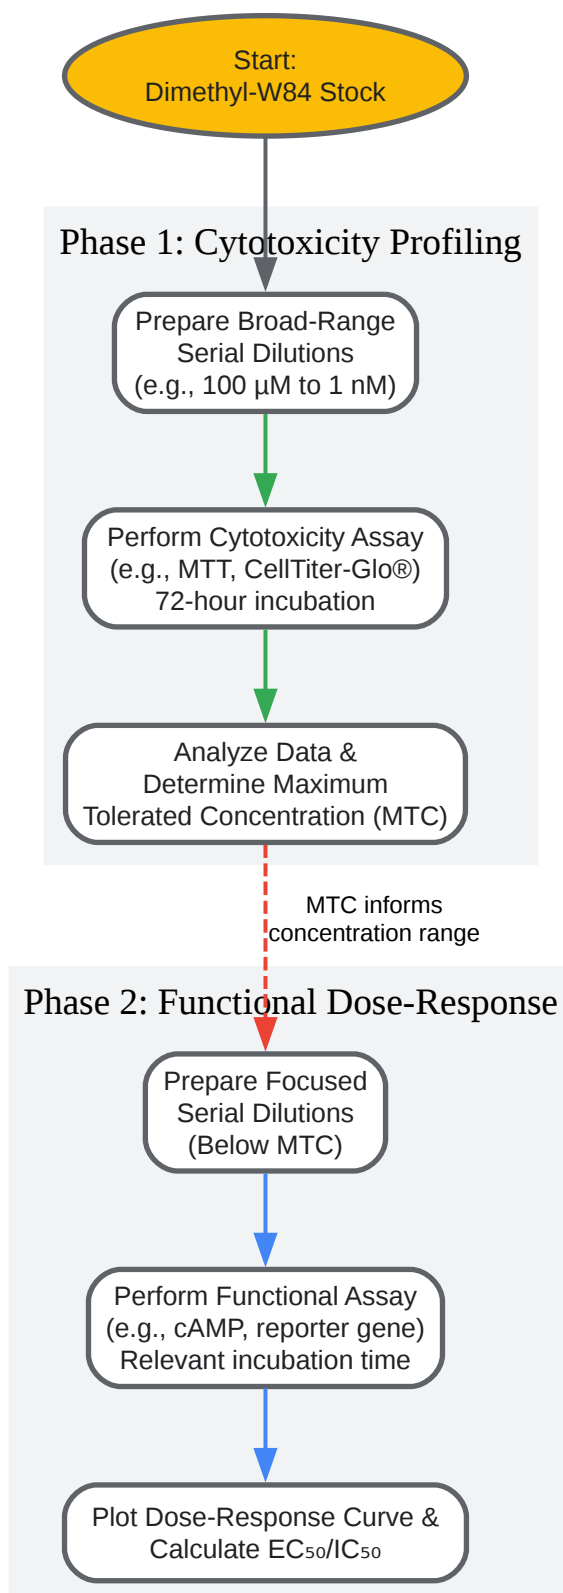 Start:
Dimethyl-W84 Stock
Phase 1: Cytotoxicity Profiling
Prepare Broad-Range
Serial Dilutions
(e.g., 100 µM to 1 nM)
Perform Cytotoxicity Assay
(e.g., MTT, CellTiter-Glo®)
72-hour incubation
Analyze Data &
Determine Maximum
Tolerated Concentration (MTC)
MTC informs
concentration range
Phase 2: Functional Dose-Response
Prepare Focused
Serial Dilutions
(Below MTC)
Perform Functional Assay
(e.g., cAMP, reporter gene)
Relevant incubation time
Plot Dose-Response Curve &
Calculate EC₅₀/IC₅₀